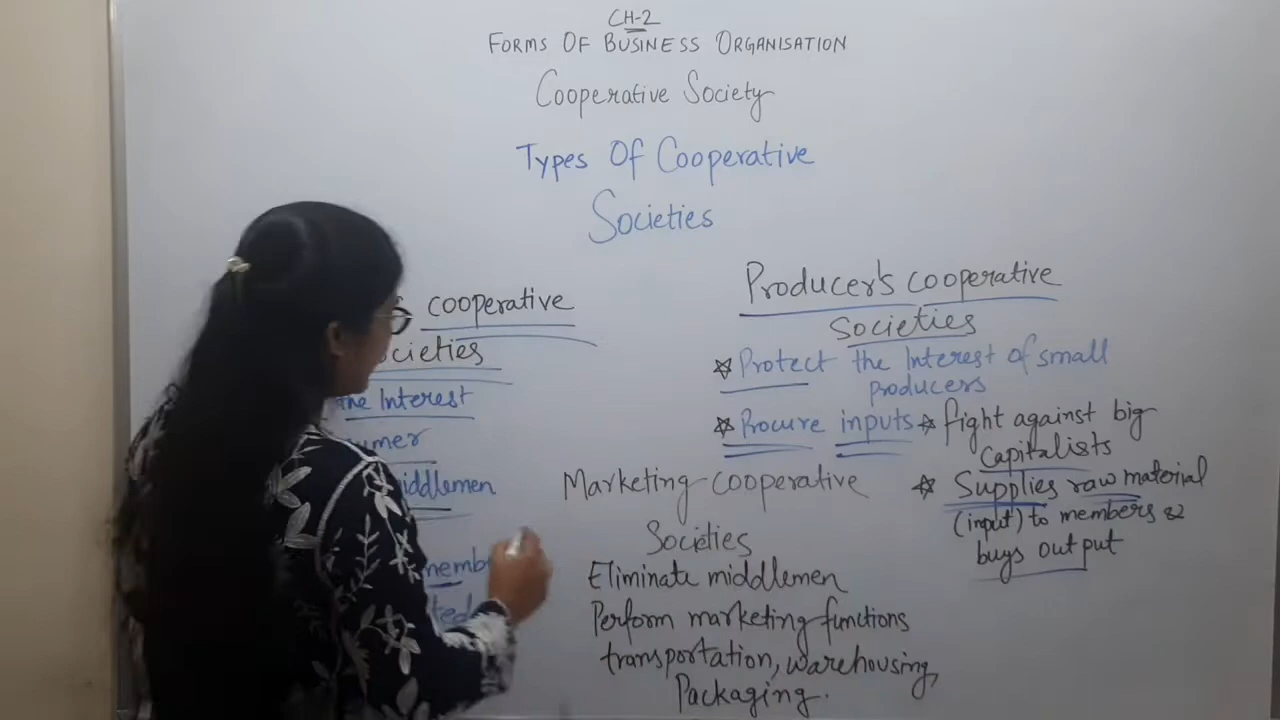 CH-2
FORMS OF BUSINESS ORGANISATION
Cooperative Society
Types Of Cooperative
Societies
cooperative
ocieties
the Interest
umer
iddlemen
memb
ted
Producer's cooperative
Societies
☆ Protect the Interest of small
producers
☆ Procure inputs ☆ fight against big
capitalists
☆ Supplies raw material
(input) to members &
buys output
Marketing cooperative
Societies
Eliminate middlemen
Perform marketing functions
transportation, warehousing,
Packaging.